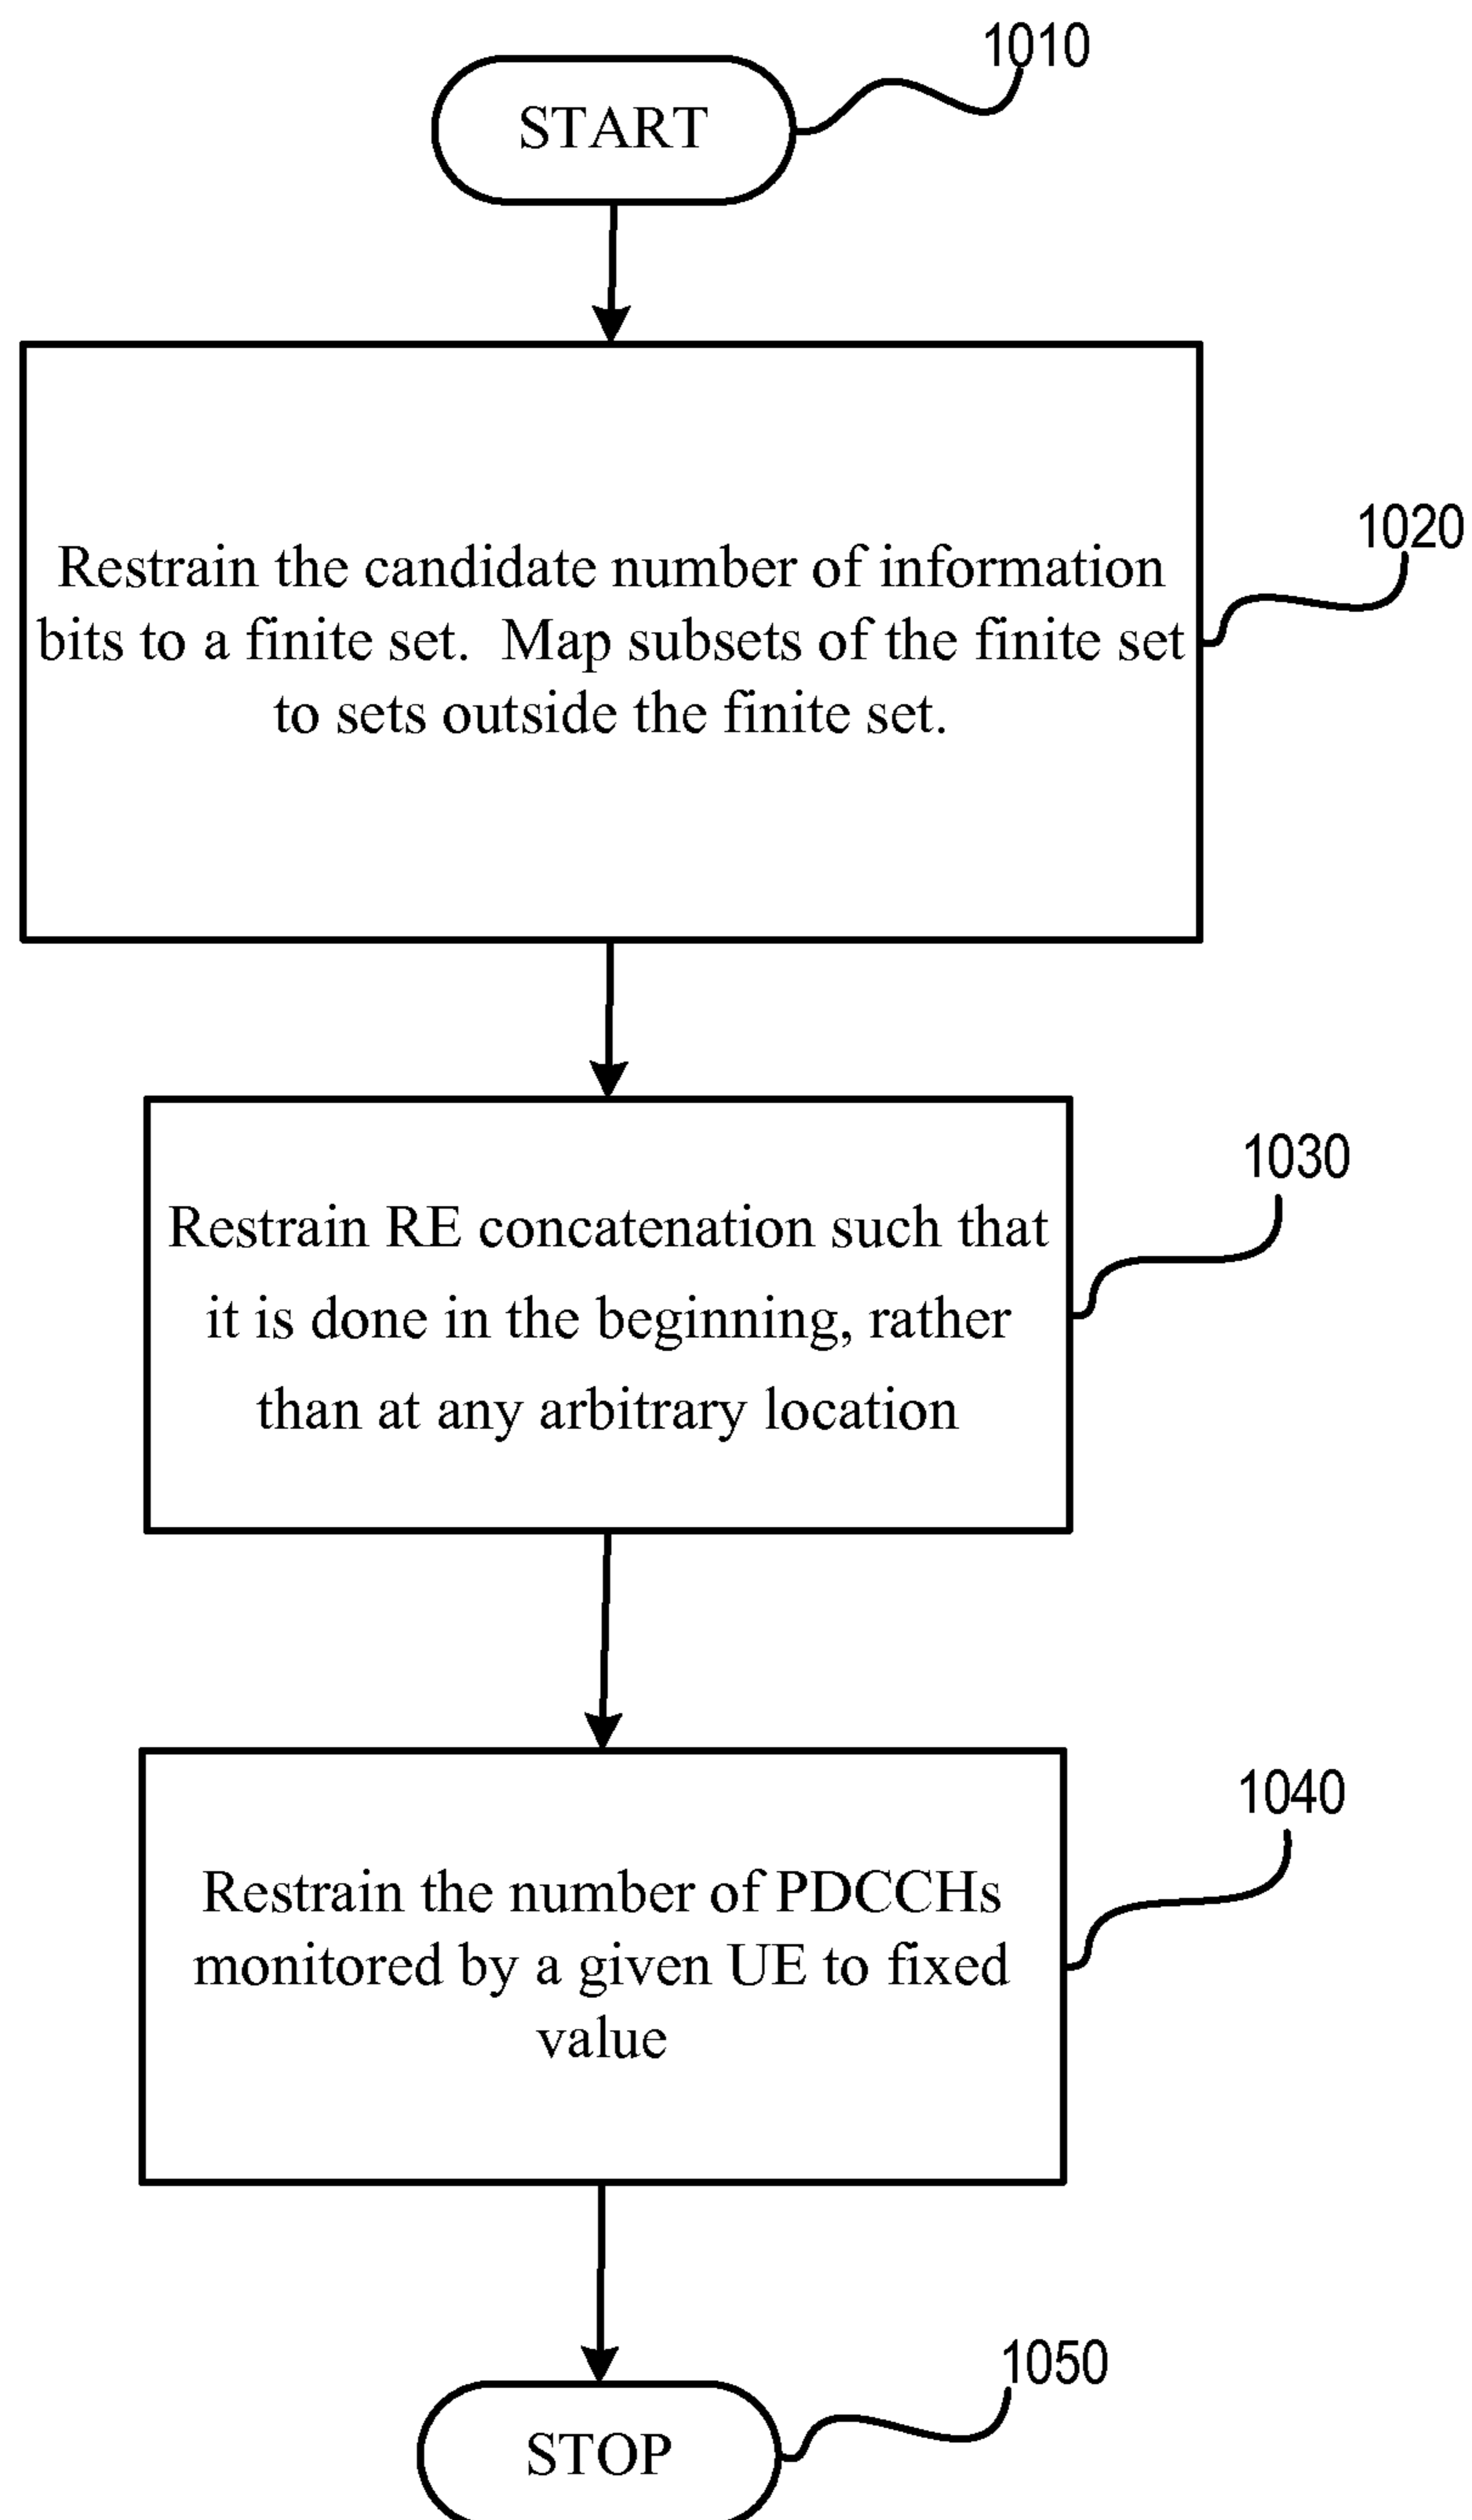 1010
START
1020
Restrain the candidate number of information
bits to a finite set.  Map subsets of the finite set
to sets outside the finite set.
1030
Restrain RE concatenation such that
it is done in the beginning, rather
than at any arbitrary location
1040
Restrain the number of PDCCHs
monitored by a given UE to fixed
value
1050
STOP